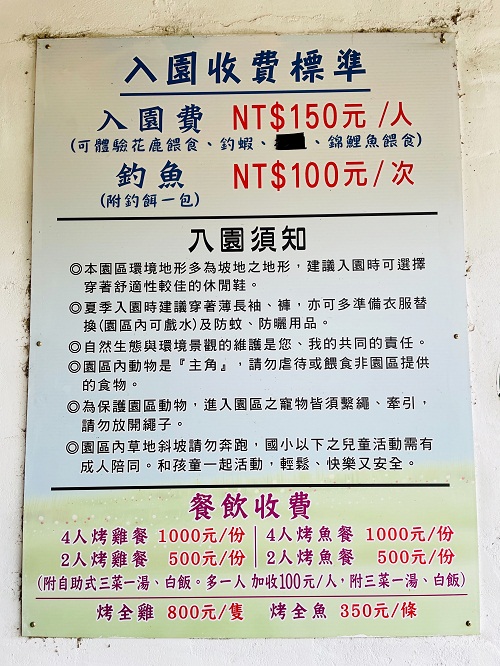 入園收費標準
入園費 NT$150元 /人
(可體驗花鹿餵食、釣蝦、、錦鯉魚餵食)
釣魚 NT$100元/ 次
(附釣餌一包)
入園須知
◎本園區環境地形多為坡地之地形，建議入園時可選擇
穿著舒適性較佳的休閒鞋。
◎夏季入園時建議穿著薄長袖、褲，亦可多準備衣服替
換(園區內可戲水)及防蚊、防曬用品。
◎自然生態與環境景觀的維護是您、我的共同的責任。
◎園區內動物是『主角』，請勿虐待或餵食非園區提供
的食物。
◎為保護園區動物，進入園區之寵物皆須繫繩、牽引，
請勿放開繩子。
◎園區內草地斜坡請勿奔跑，國小以下之兒童活動需有
成人陪同。和孩童一起活動，輕鬆、快樂又安全。
餐飲收費
4人烤雞餐 1000元/份 4人烤魚餐 1000元/份
2人烤雞餐 500元/份 2人烤魚餐 500元/份
(附自助式三菜一湯、白飯。多一人 加收100元/人，附三菜一湯、白飯)
烤全雞 800元/隻 烤全魚 350元/條